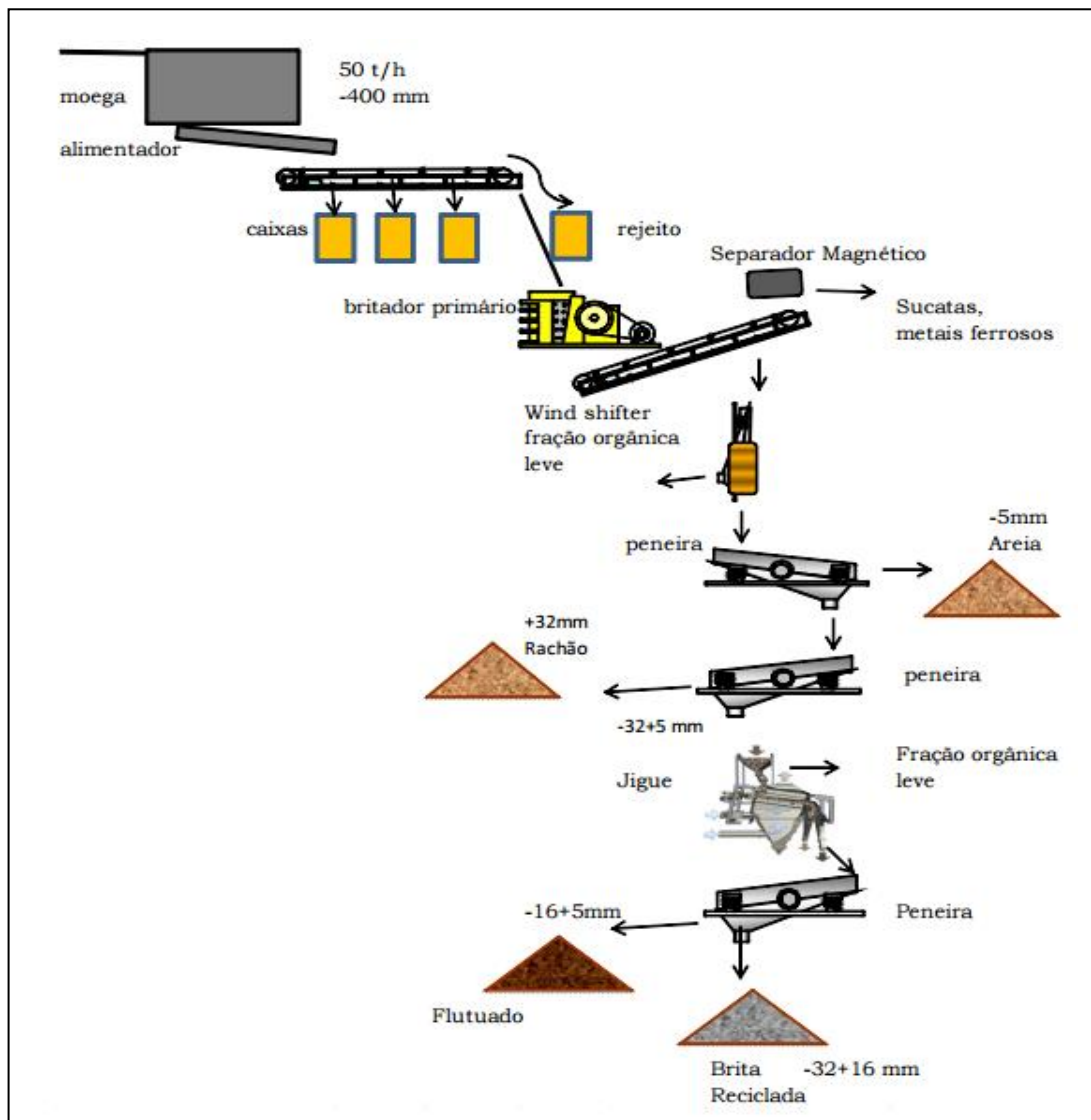 50 t/h
-400 mm
moega
alimentador
caixas
rejeito
Separador Magnético
britador primário
Sucatas,
metais ferrosos
Wind shifter
fração orgânica
leve
-5mm
Areia
peneira
+32mm
Rachão
peneira
-32+5 mm
Fração orgânica
leve
Jigue
-16+5mm
Peneira
Flutuado
Brita -32+16 mm
Reciclada